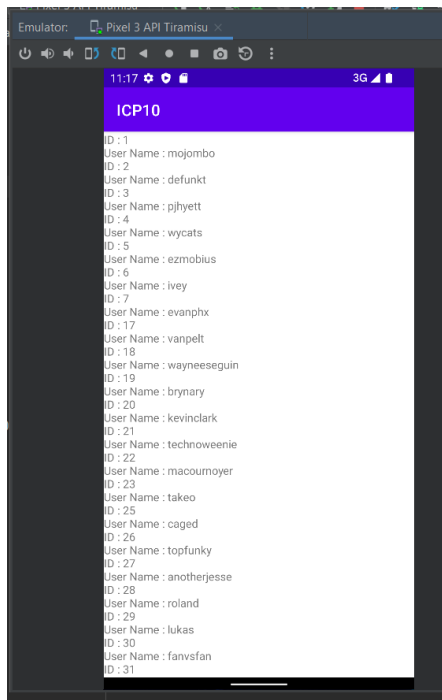 Emulator: Pixel 3 API Tiramisu
11:17 3G
ICP10
ID : 1
User Name : mojombo
ID : 2
User Name : defunkt
ID : 3
User Name : pjhyett
ID : 4
User Name : wycats
ID : 5
User Name : ezmobius
ID : 6
User Name : ivey
ID : 7
User Name : evanphx
ID : 17
User Name : vanpelt
ID : 18
User Name : wayneeseguin
ID : 19
User Name : brynary
ID : 20
User Name : kevinclark
ID : 21
User Name : technoweenie
ID : 22
User Name : macournoyer
ID : 23
User Name : takeo
ID : 25
User Name : caged
ID : 26
User Name : topfunky
ID : 27
User Name : anotherjesse
ID : 28
User Name : roland
ID : 29
User Name : lukas
ID : 30
User Name : fanvsfan
ID : 31